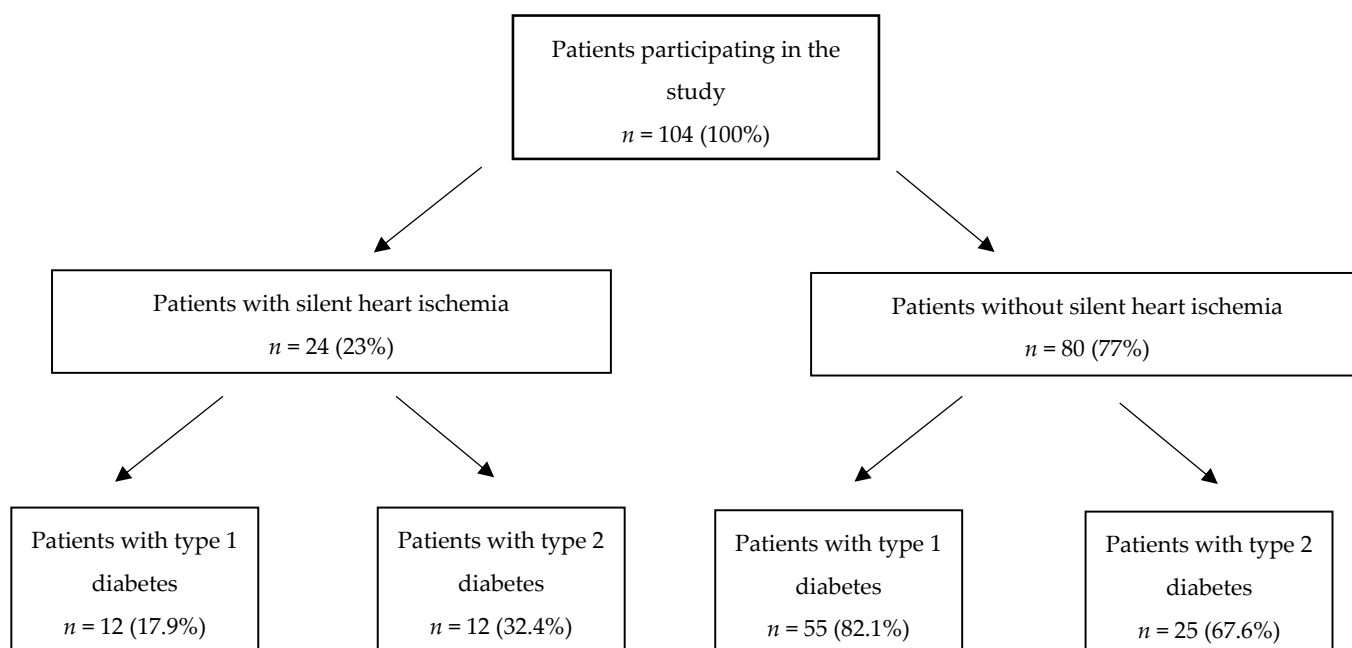 Patients participating in the
study
n = 104 (100%)
Patients with silent heart ischemia
n = 24 (23%)
Patients without silent heart ischemia
n = 80 (77%)
Patients with type 1
diabetes
n = 12 (17.9%)
Patients with type 2
diabetes
n = 12 (32.4%)
Patients with type 1
diabetes
n = 55 (82.1%)
Patients with type 2
diabetes
n = 25 (67.6%)